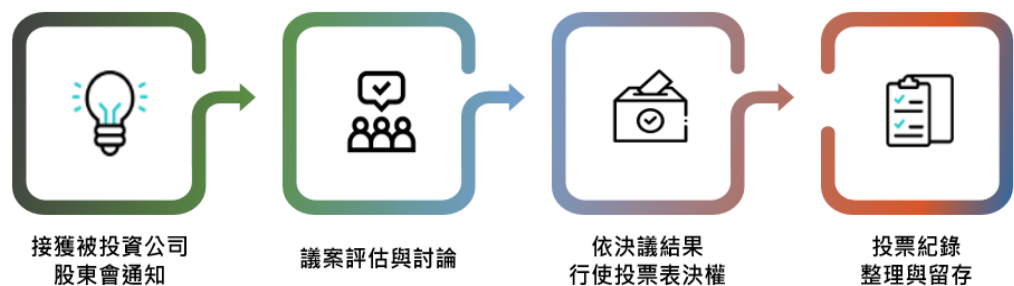 接獲被投資公司
股東會通知
議案評估與討論
依決議結果
行使投票表決權
投票紀錄
整理與留存